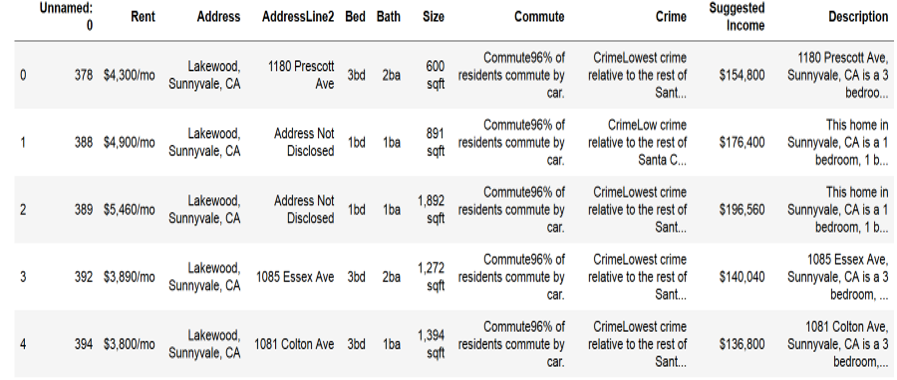 Unnamed: 0 Rent Address AddressLine2 Bed Bath Size Commute Crime Suggested Income Description
0 378 $4,300/mo Lakewood, Sunnyvale, CA 1180 Prescott Ave 3bd 2ba 600 sqft Commute96% of residents commute by car. CrimeLowest crime relative to the rest of Sant... $154,800 1180 Prescott Ave, Sunnyvale, CA is a 3 bedroo...
1 388 $4,900/mo Lakewood, Sunnyvale, CA Address Not Disclosed 1bd 1ba 891 sqft Commute96% of residents commute by car. CrimeLow crime relative to the rest of Santa C... $176,400 This home in Sunnyvale, CA is a 1 bedroom, 1 b...
2 389 $5,460/mo Lakewood, Sunnyvale, CA Address Not Disclosed 1bd 1ba 1,892 sqft Commute96% of residents commute by car. CrimeLowest crime relative to the rest of Sant... $196,560 This home in Sunnyvale, CA is a 1 bedroom, 1 b...
3 392 $3,890/mo Lakewood, Sunnyvale, CA 1085 Essex Ave 3bd 2ba 1,272 sqft Commute96% of residents commute by car. CrimeLowest crime relative to the rest of Sant... $140,040 1085 Essex Ave, Sunnyvale, CA is a 3 bedroom, ...
4 394 $3,800/mo Lakewood, Sunnyvale, CA 1081 Colton Ave 3bd 1ba 1,394 sqft Commute96% of residents commute by car. CrimeLowest crime relative to the rest of Sant... $136,800 1081 Colton Ave, Sunnyvale, CA is a 3 bedroom,...